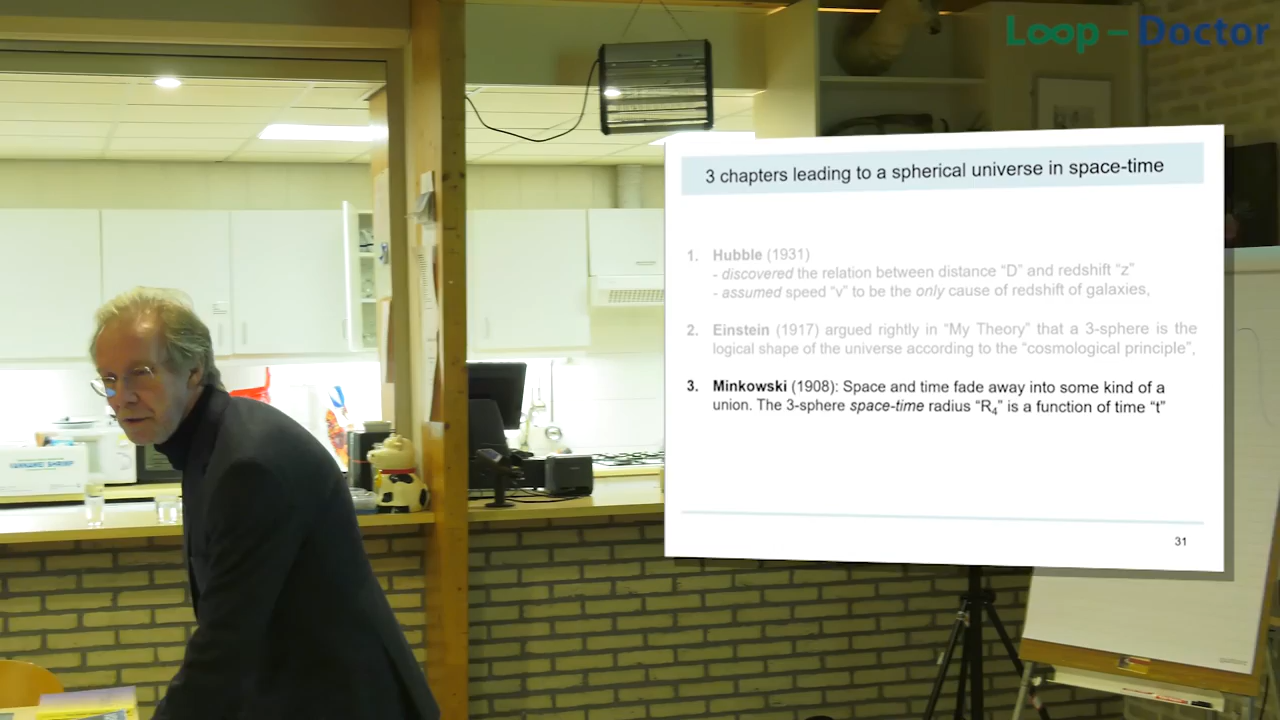 Loop – Doctor
3 chapters leading to a spherical universe in space-time
1. Hubble (1931)
- discovered the relation between distance “D” and redshift “z”
- assumed speed “v” to be the only cause of redshift of galaxies,
2. Einstein (1917) argued rightly in “My Theory” that a 3-sphere is the
logical shape of the universe according to the “cosmological principle”,
3. Minkowski (1908): Space and time fade away into some kind of a
union. The 3-sphere space-time radius “R4” is a function of time “t”
31